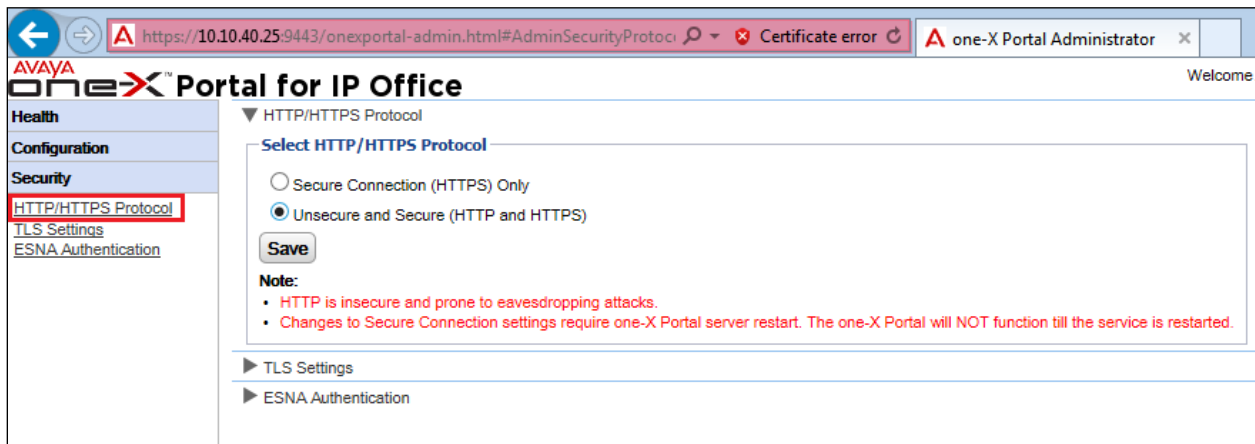 https://10.10.40.25:9443/onexportal-admin.html#AdminSecurityProtoc
Certificate error
one-X Portal Administrator
AVAYA
one-X™ Portal for IP Office
Welcome
Health
Configuration
Security
HTTP/HTTPS Protocol
TLS Settings
ESNA Authentication
HTTP/HTTPS Protocol
Select HTTP/HTTPS Protocol
Secure Connection (HTTPS) Only
Unsecure and Secure (HTTP and HTTPS)
Save
Note:
• HTTP is insecure and prone to eavesdropping attacks.
• Changes to Secure Connection settings require one-X Portal server restart. The one-X Portal will NOT function till the service is restarted.
TLS Settings
ESNA Authentication